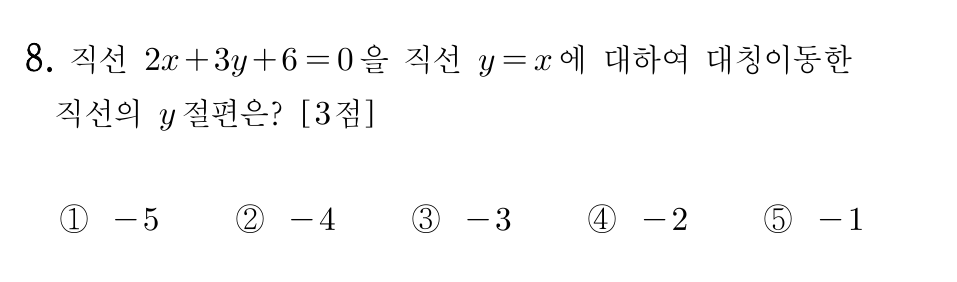 8. 직선 2x+3y+6=0을 직선 y=x에 대하여 대칭이동한
직선의 y절편은? [3점]
① -5 ② -4 ③ -3 ④ -2 ⑤ -1